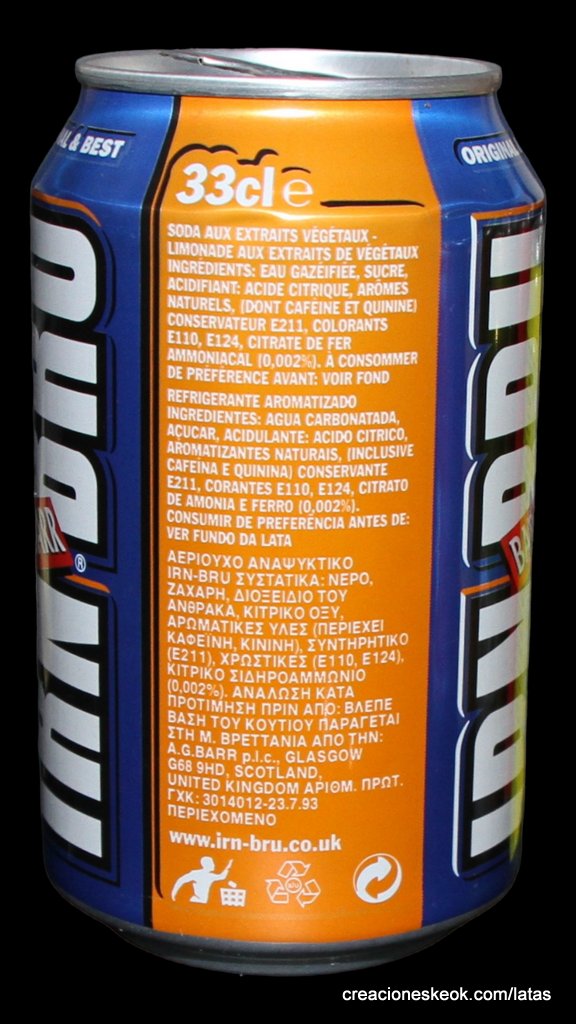 AL & BEST
ORIGINAL
33cl e
SODA AUX EXTRAITS VÉGÉTAUX -
LIMONADE AUX EXTRAITS DE VÉGÉTAUX
INGRÉDIENTS: EAU GAZÉIFIÉE, SUCRE,
ACIDIFIANT: ACIDE CITRIQUE, ARÔMES
NATURELS, (DONT CAFÉINE ET QUININE)
CONSERVATEUR E211, COLORANTS
E110, E124, CITRATE DE FER
AMMONIACAL (0,002%). À CONSOMMER
DE PRÉFÉRENCE AVANT: VOIR FOND
REFRIGERANTE AROMATIZADO
INGREDIENTES: AGUA CARBONATADA,
AÇUCAR, ACIDULANTE: ACIDO CITRICO,
AROMATIZANTES NATURAIS, (INCLUSIVE
CAFEÍNA E QUININA) CONSERVANTE
E211, CORANTES E110, E124, CITRATO
DE AMONIA E FERRO (0,002%).
CONSUMIR DE PREFERÊNCIA ANTES DE:
VER FUNDO DA LATA
ΑΕΡΙΟΥΧΟ ΑΝΑΨΥΚΤΙΚΟ
IRN-BRU ΣΥΣΤΑΤΙΚΑ: ΝΕΡΟ,
ΖΑΧΑΡΗ, ΔΙΟΞΕΙΔΙΟ ΤΟΥ
ΑΝΘΡΑΚΑ, ΚΙΤΡΙΚΟ ΟΞΥ,
ΑΡΩΜΑΤΙΚΕΣ ΥΛΕΣ (ΠΕΡΙΕΧΕΙ
ΚΑΦΕΪΝΗ, ΚΙΝΙΝΗ), ΣΥΝΤΗΡΗΤΙΚΟ
(E211), ΧΡΩΣΤΙΚΕΣ (E110, E124),
ΚΙΤΡΙΚΟ ΣΙΔΗΡΟΑΜΜΩΝΙΟ
(0,002%). ΑΝΑΛΩΣΗ ΚΑΤΑ
ΠΡΟΤΙΜΗΣΗ ΠΡΙΝ ΑΠΟ: ΒΛΕΠΕ
ΒΑΣΗ ΤΟΥ ΚΟΥΤΙΟΥ ΠΑΡΑΓΕΤΑΙ
ΣΤΗ Μ. ΒΡΕΤΤΑΝΙΑ ΑΠΟ ΤΗΝ:
A.G.BARR p.l.c., GLASGOW
G68 9HD, SCOTLAND,
UNITED KINGDOM ΑΡΙΘΜ. ΠΡΩΤ.
ΓΧΚ: 3014012-23.7.93
ΠΕΡΙΕΧΟΜΕΝΟ
www.irn-bru.co.uk
IRN BRU
®
IRN BRU
creacioneskeok.com/latas